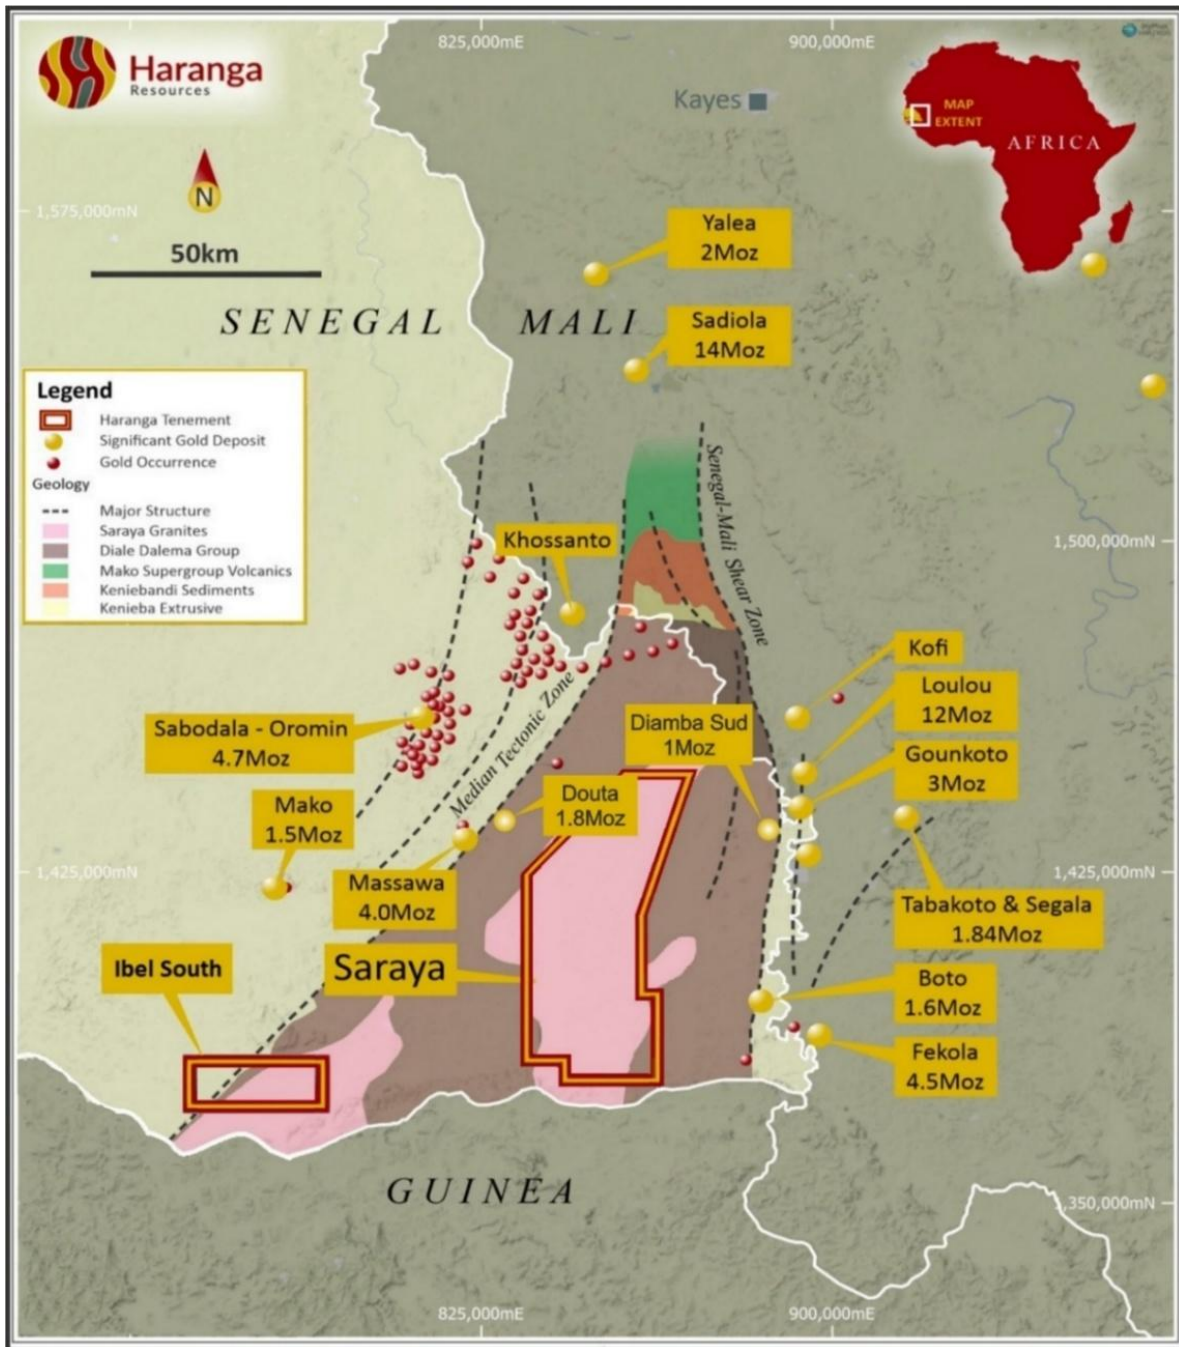 825,000mE
900,000mE
Haranga
Resources
Kayes
MAP
EXTENT
AFRICA
N
1,575,000mN
50km
Yalea
2Moz
SENEGAL
MALI
Sadiola
14Moz
Legend
Haranga Tenement
Significant Gold Deposit
Gold Occurrence
Geology
Major Structure
Saraya Granites
Diale Dalema Group
Mako Supergroup Volcanics
Keniebandi Sediments
Kenieba Extrusive
Senegal-Mali Shear Zone
Khossanto
1,500,000mN
Kofi
Loulou
12Moz
Sabodala - Oromin
4.7Moz
Median Tectonic Zone
Diamba Sud
1Moz
Gounkoto
3Moz
Mako
1.5Moz
Douta
1.8Moz
1,425,000mN
1,425,000mN
Massawa
4.0Moz
Tabakoto & Segala
1.84Moz
Ibel South
Saraya
Boto
1.6Moz
Fekola
4.5Moz
GUINEA
1,350,000mN
825,000mE
900,000mE